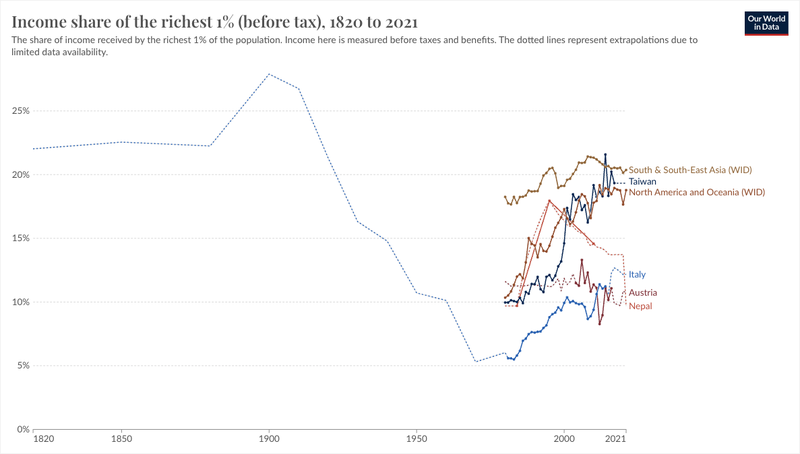 Income share of the richest 1% (before tax), 1820 to 2021
Our World
in Data
The share of income received by the richest 1% of the population. Income here is measured before taxes and benefits. The dotted lines represent extrapolations due to
limited data availability.
25%
20%
15%
10%
5%
0%
South & South-East Asia (WID)
Taiwan
North America and Oceania (WID)
Italy
Austria
Nepal
1820
1850
1900
1950
2000
2021